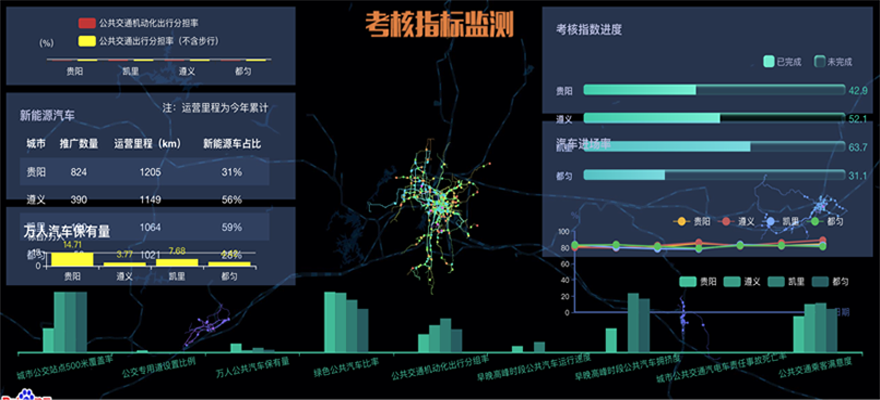 考核指标监测
公共交通机动化出行分担率
公共交通出行分担率（不含步行）
(%)
贵阳 凯里 遵义 都匀
注：运营里程为今年累计
新能源汽车
城市 推广数量 运营里程（km） 新能源车占比
贵阳 824 1205 31%
遵义 390 1149 56%
1064 59%
都匀 1021
万人汽车保有量
14.71 3.77 7.68
0
贵阳 遵义 凯里 都匀
考核指数进度
已完成 未完成
贵阳 42.9
遵义 52.1
凯里 63.7
都匀 31.1
汽车进场率
贵阳 遵义 凯里 都匀
100
80
60
40
20
0
贵阳 遵义 凯里 都匀
日期
城市公交站点500米覆盖率
公交专用道设置比例
万人公共汽车保有量
绿色公共汽车比率
公共交通机动化出行分担率
早晚高峰时段公共汽车运行速度
早晚高峰时段公共汽车拥挤度
城市公共交通汽电车责任事故死亡率
公共交通乘客满意度